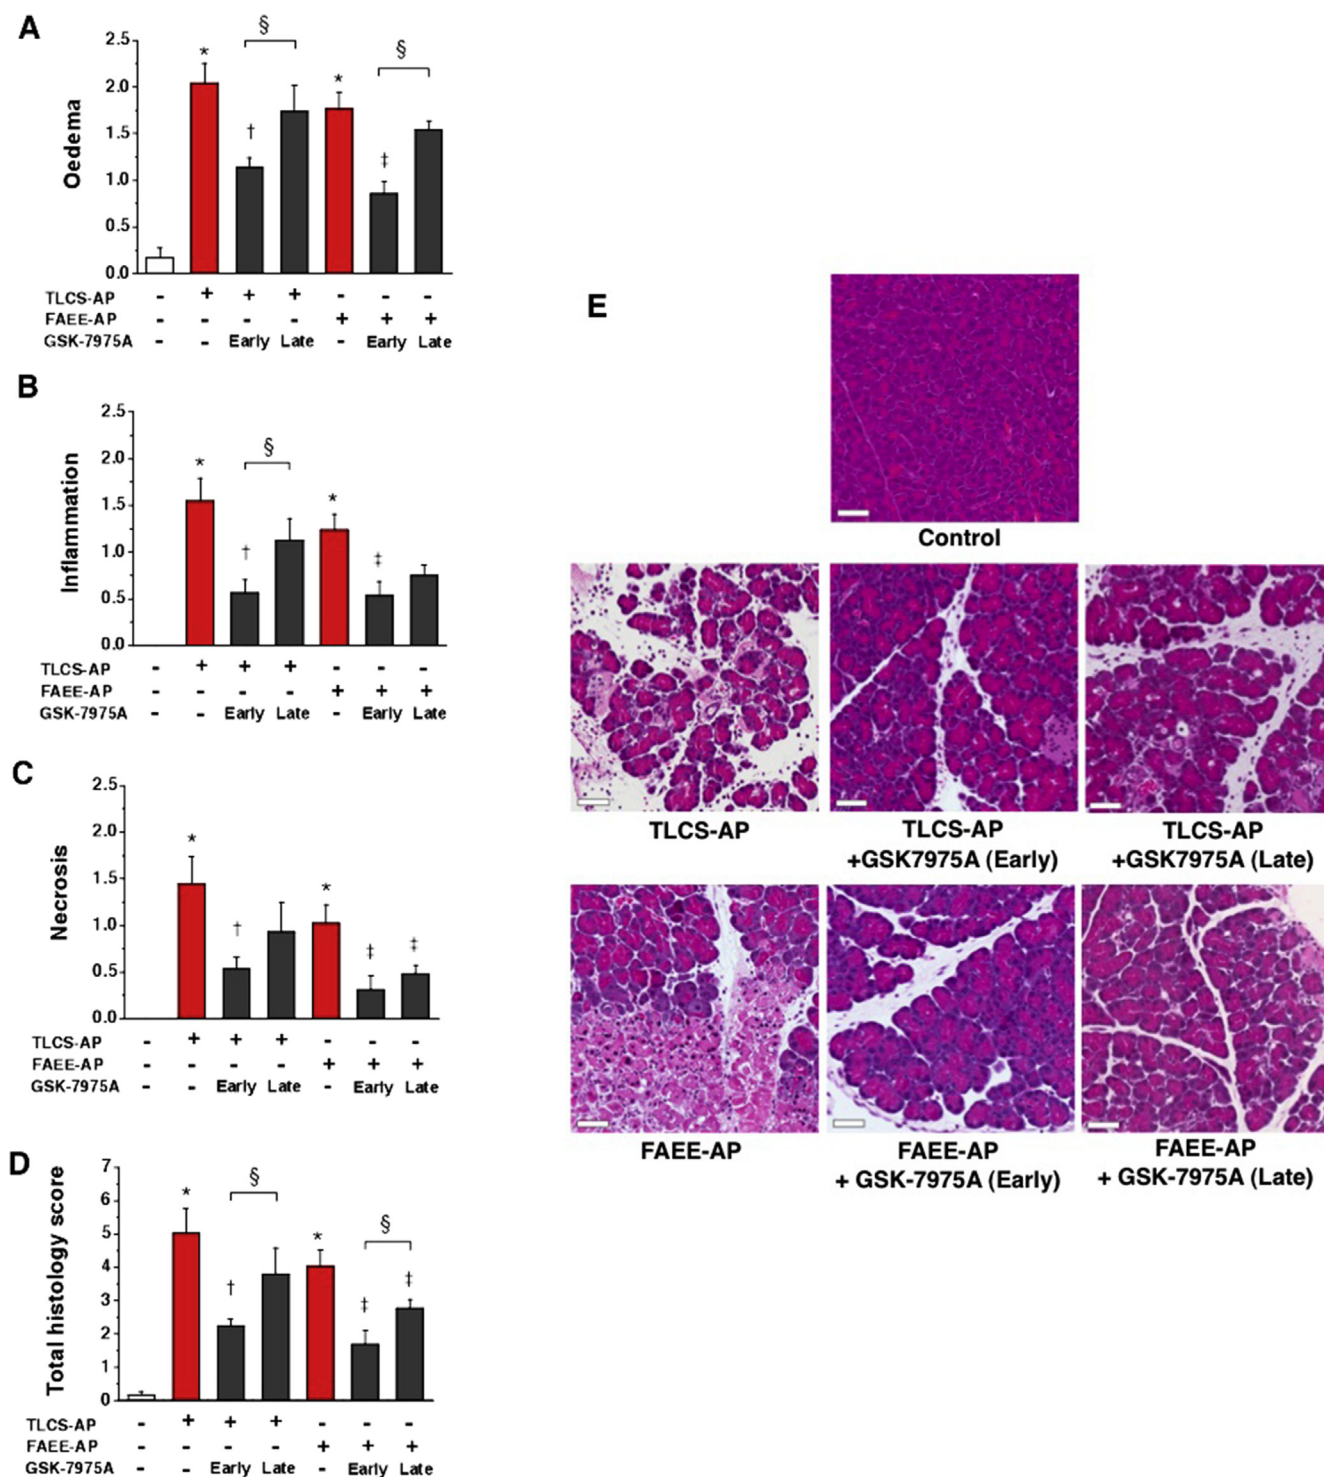 A
Oedema
2.5
2.0
1.5
1.0
0.5
0.0
* † § * ‡ §
TLCS-AP - + + + - - -
FAEE-AP - - - - + + +
GSK-7975A - - Early Late - Early Late
B
Inflammation
2.5
2.0
1.5
1.0
0.5
0.0
* † § * ‡
TLCS-AP - + + + - - -
FAEE-AP - - - - + + +
GSK-7975A - - Early Late - Early Late
C
Necrosis
2.5
2.0
1.5
1.0
0.5
0.0
* † * ‡ ‡
TLCS-AP - + + + - - -
FAEE-AP - - - - + + +
GSK-7975A - - Early Late - Early Late
D
Total histology score
7
6
5
4
3
2
1
0
* † § * ‡ § ‡
TLCS-AP - + + + - - -
FAEE-AP - - - - + + +
GSK-7975A - - Early Late - Early Late
E
Control
TLCS-AP
TLCS-AP
+GSK7975A (Early)
TLCS-AP
+GSK7975A (Late)
FAEE-AP
FAEE-AP
+ GSK-7975A (Early)
FAEE-AP
+ GSK-7975A (Late)